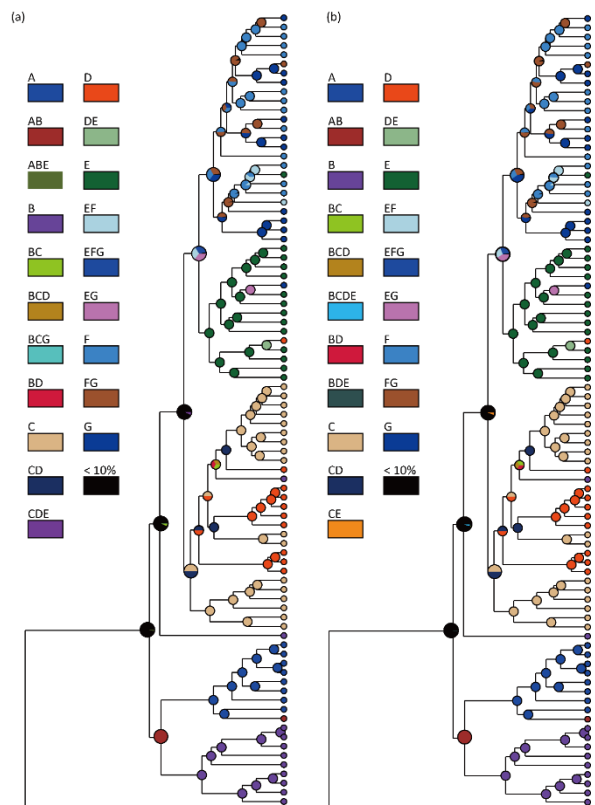 (a)
A D
AB DE
ABE E
B EF
BC EFG
BCD EG
BCG F
BD FG
C G
CD < 10%
CDE
(b)
A D
AB DE
B E
BC EF
BCD EFG
BCDE EG
BD F
BDE FG
C G
CD < 10%
CE